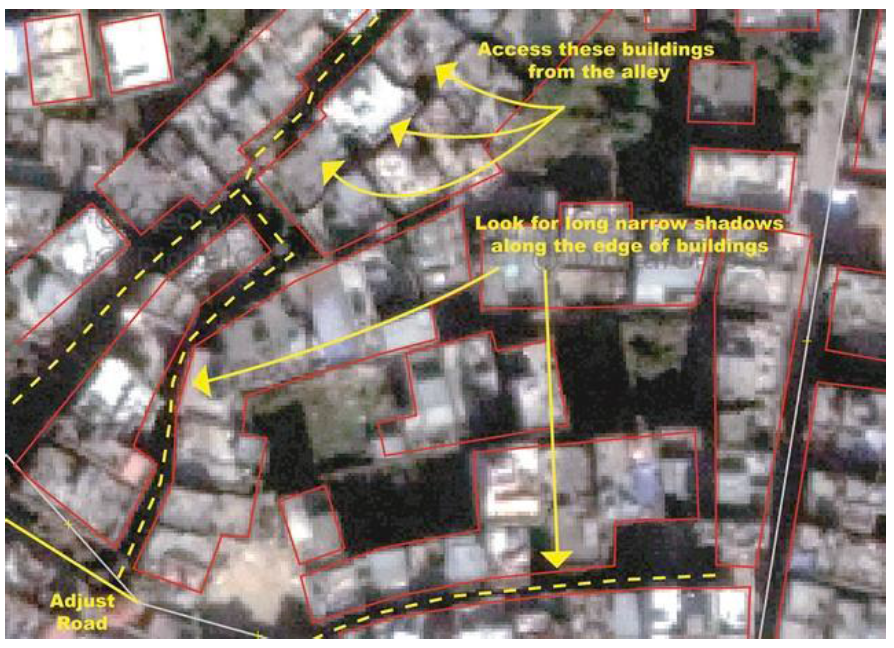 Access these buildings
from the alley
Look for long narrow shadows
along the edge of buildings
Adjust
Road